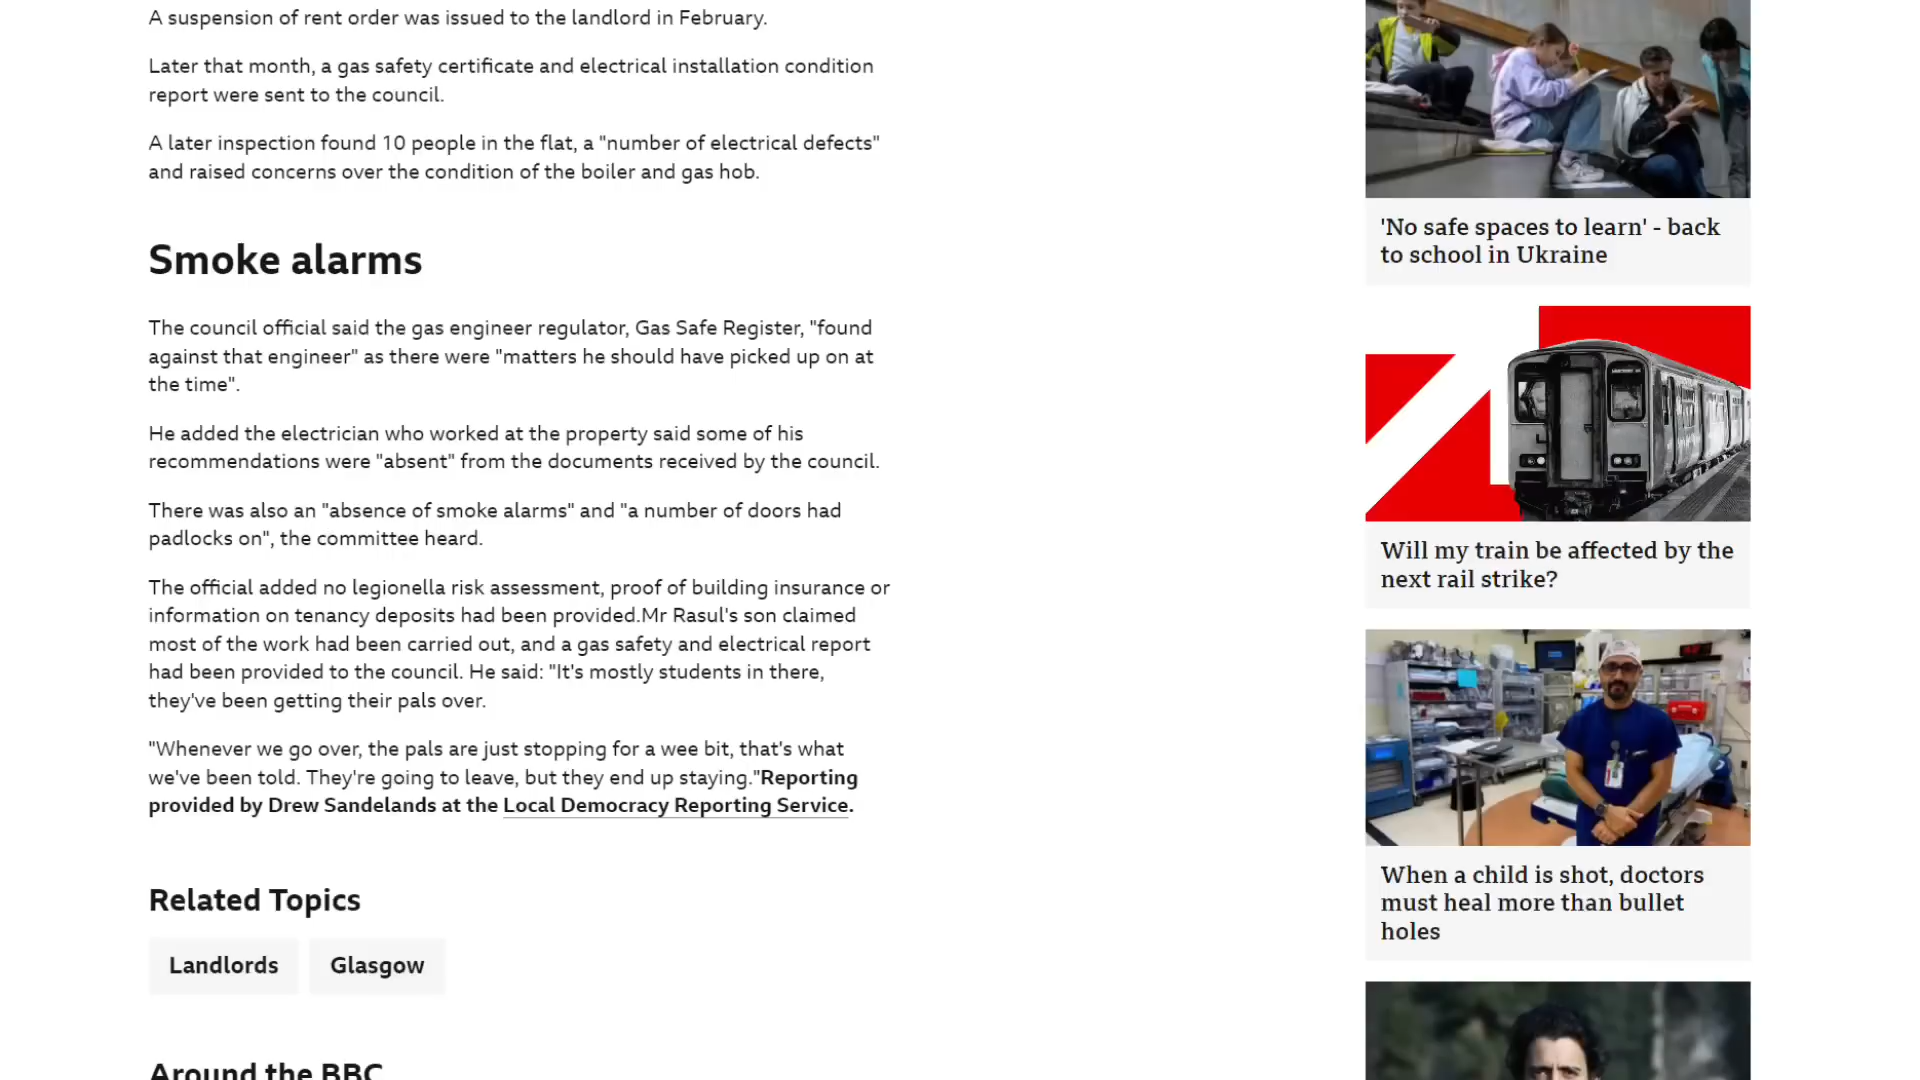 A suspension of rent order was issued to the landlord in February.
Later that month, a gas safety certificate and electrical installation condition
report were sent to the council.
A later inspection found 10 people in the flat, a "number of electrical defects"
and raised concerns over the condition of the boiler and gas hob.
Smoke alarms
The council official said the gas engineer regulator, Gas Safe Register, "found
against that engineer" as there were "matters he should have picked up on at
the time".
He added the electrician who worked at the property said some of his
recommendations were "absent" from the documents received by the council.
There was also an "absence of smoke alarms" and "a number of doors had
padlocks on", the committee heard.
The official added no legionella risk assessment, proof of building insurance or
information on tenancy deposits had been provided.Mr Rasul's son claimed
most of the work had been carried out, and a gas safety and electrical report
had been provided to the council. He said: "It's mostly students in there,
they've been getting their pals over.
"Whenever we go over, the pals are just stopping for a wee bit, that's what
we've been told. They're going to leave, but they end up staying."Reporting
provided by Drew Sandelands at the Local Democracy Reporting Service.
Related Topics
Landlords
Glasgow
Around the BBC
'No safe spaces to learn' - back
to school in Ukraine
Will my train be affected by the
next rail strike?
When a child is shot, doctors
must heal more than bullet
holes